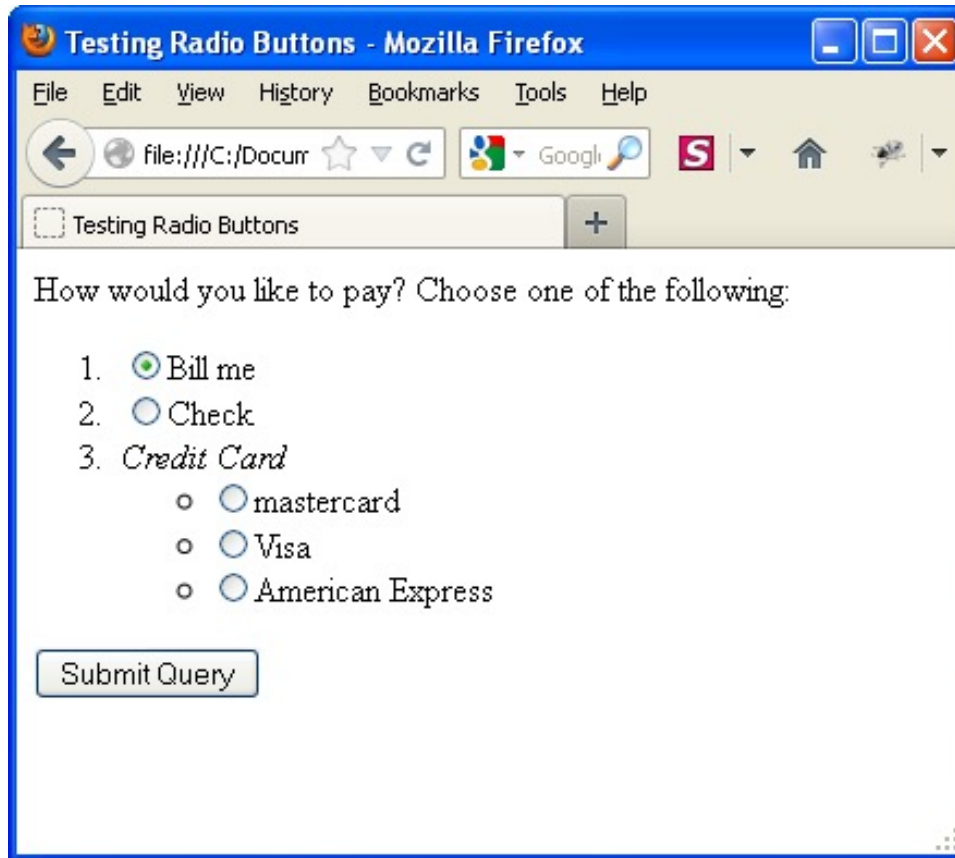 Testing Radio Buttons - Mozilla Firefox
File Edit View History Bookmarks Tools Help
file:///C:/Docum Googl S
Testing Radio Buttons
How would you like to pay? Choose one of the following:
1. Bill me
2. Check
3. Credit Card
mastercard
Visa
American Express
Submit Query